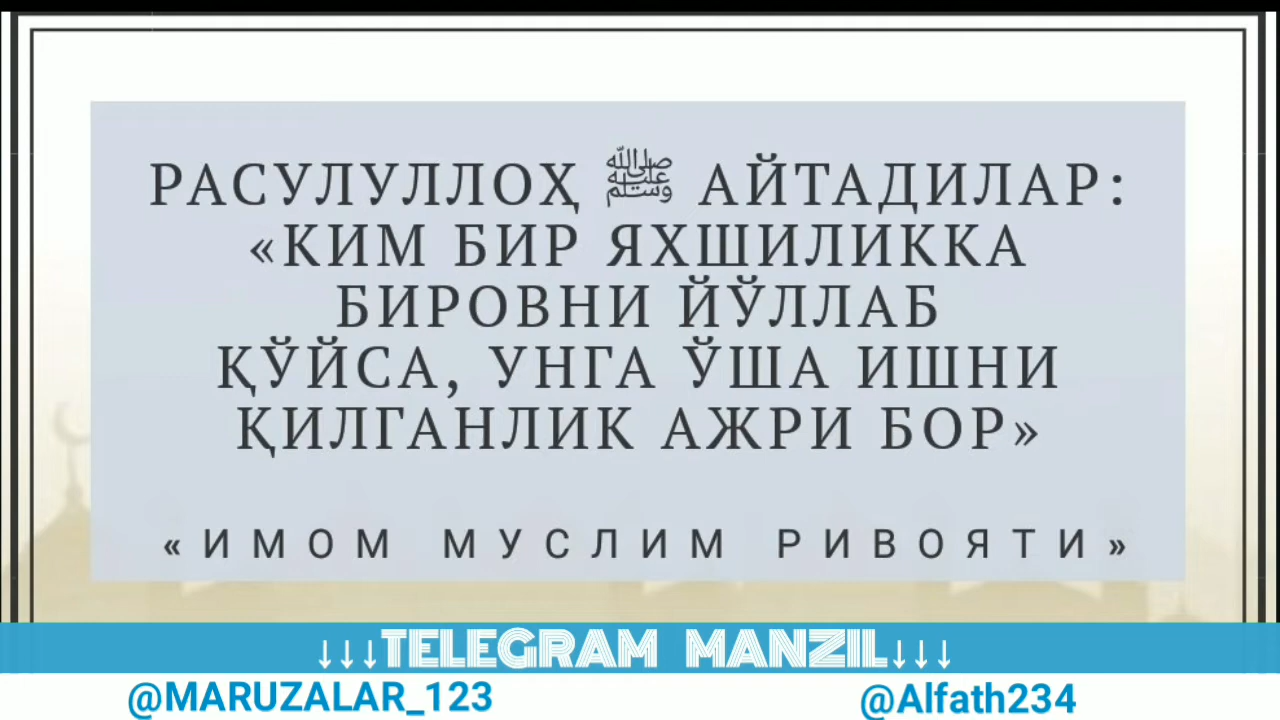 РАСУЛУЛЛОҲ ﷺ АЙТАДИЛАР:
«КИМ БИР ЯХШИЛИККА
БИРОВНИ ЙЎЛЛАБ
ҚЎЙСА, УНГА ЎША ИШНИ
ҚИЛГАНЛИК АЖРИ БОР»
«ИМОМ МУСЛИМ РИВОЯТИ»
↓↓↓TELEGRAM MANZIL↓↓↓
@MARUZALAR_123 @Alfath234